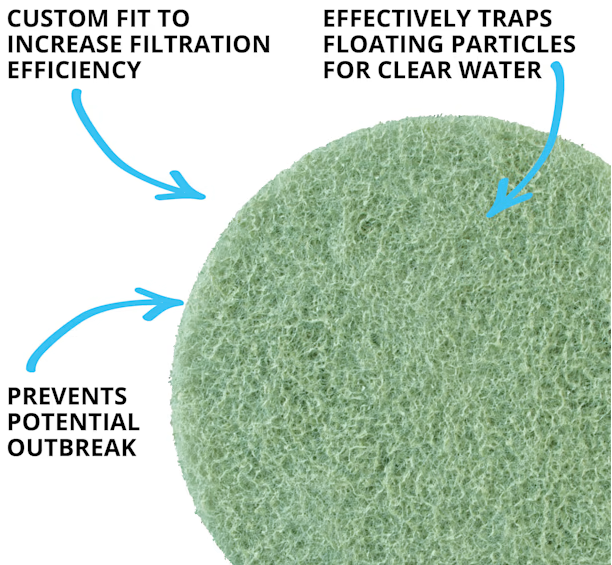 CUSTOM FIT TO
INCREASE FILTRATION
EFFICIENCY
EFFECTIVELY TRAPS
FLOATING PARTICLES
FOR CLEAR WATER
PREVENTS
POTENTIAL
OUTBREAK